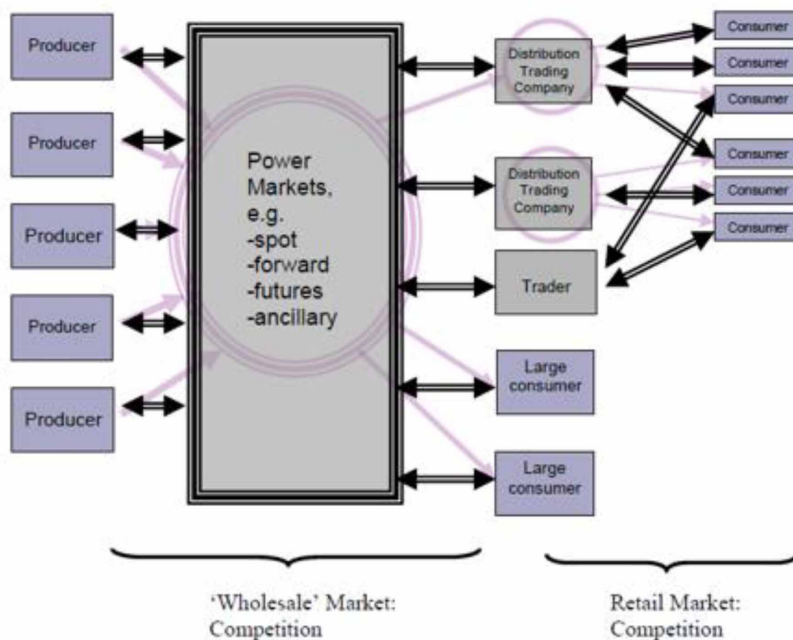 Producer
Producer
Producer
Producer
Producer
Power
Markets,
e.g.
-spot
-forward
-futures
-ancillary
Distribution
Trading
Company
Distribution
Trading
Company
Trader
Large
consumer
Large
consumer
Consumer
Consumer
Consumer
Consumer
Consumer
Consumer
‘Wholesale’ Market:
Competition
Retail Market:
Competition